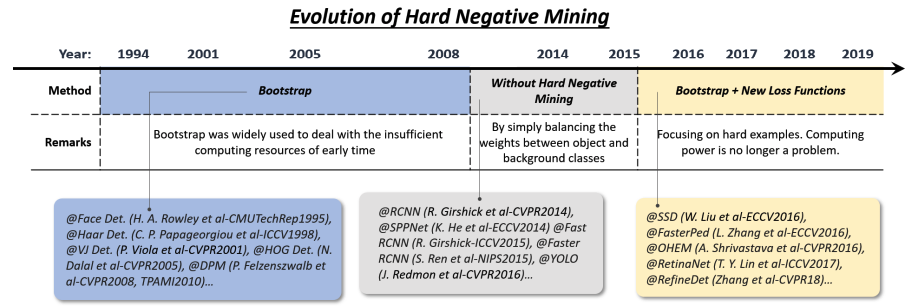 Evolution of Hard Negative Mining
Year: 1994 2001 2005 2008 2014 2015 2016 2017 2018 2019
Method
Bootstrap
Without Hard Negative
Mining
Bootstrap + New Loss Functions
Remarks
Bootstrap was widely used to deal with the insufficient
computing resources of early time
By simply balancing the
weights between object and
background classes
Focusing on hard examples. Computing
power is no longer a problem.
@Face Det. (H. A. Rowley et al-CMUTechRep1995),
@Haar Det. (C. P. Papageorgiou et al-ICCV1998),
@VJ Det. (P. Viola et al-CVPR2001), @HOG Det. (N.
Dalal et al-CVPR2005), @DPM (P. Felzenszwalb et
al-CVPR2008, TPAMI2010)...
@RCNN (R. Girshick et al-CVPR2014),
@SPPNet (K. He et al-ECCV2014) @Fast
RCNN (R. Girshick-ICCV2015), @Faster
RCNN (S. Ren et al-NIPS2015), @YOLO
(J. Redmon et al-CVPR2016)...
@SSD (W. Liu et al-ECCV2016),
@FasterPed (L. Zhang et al-ECCV2016),
@OHEM (A. Shrivastava et al-CVPR2016),
@RetinaNet (T. Y. Lin et al-ICCV2017),
@RefineDet (Zhang et al-CVPR18)...